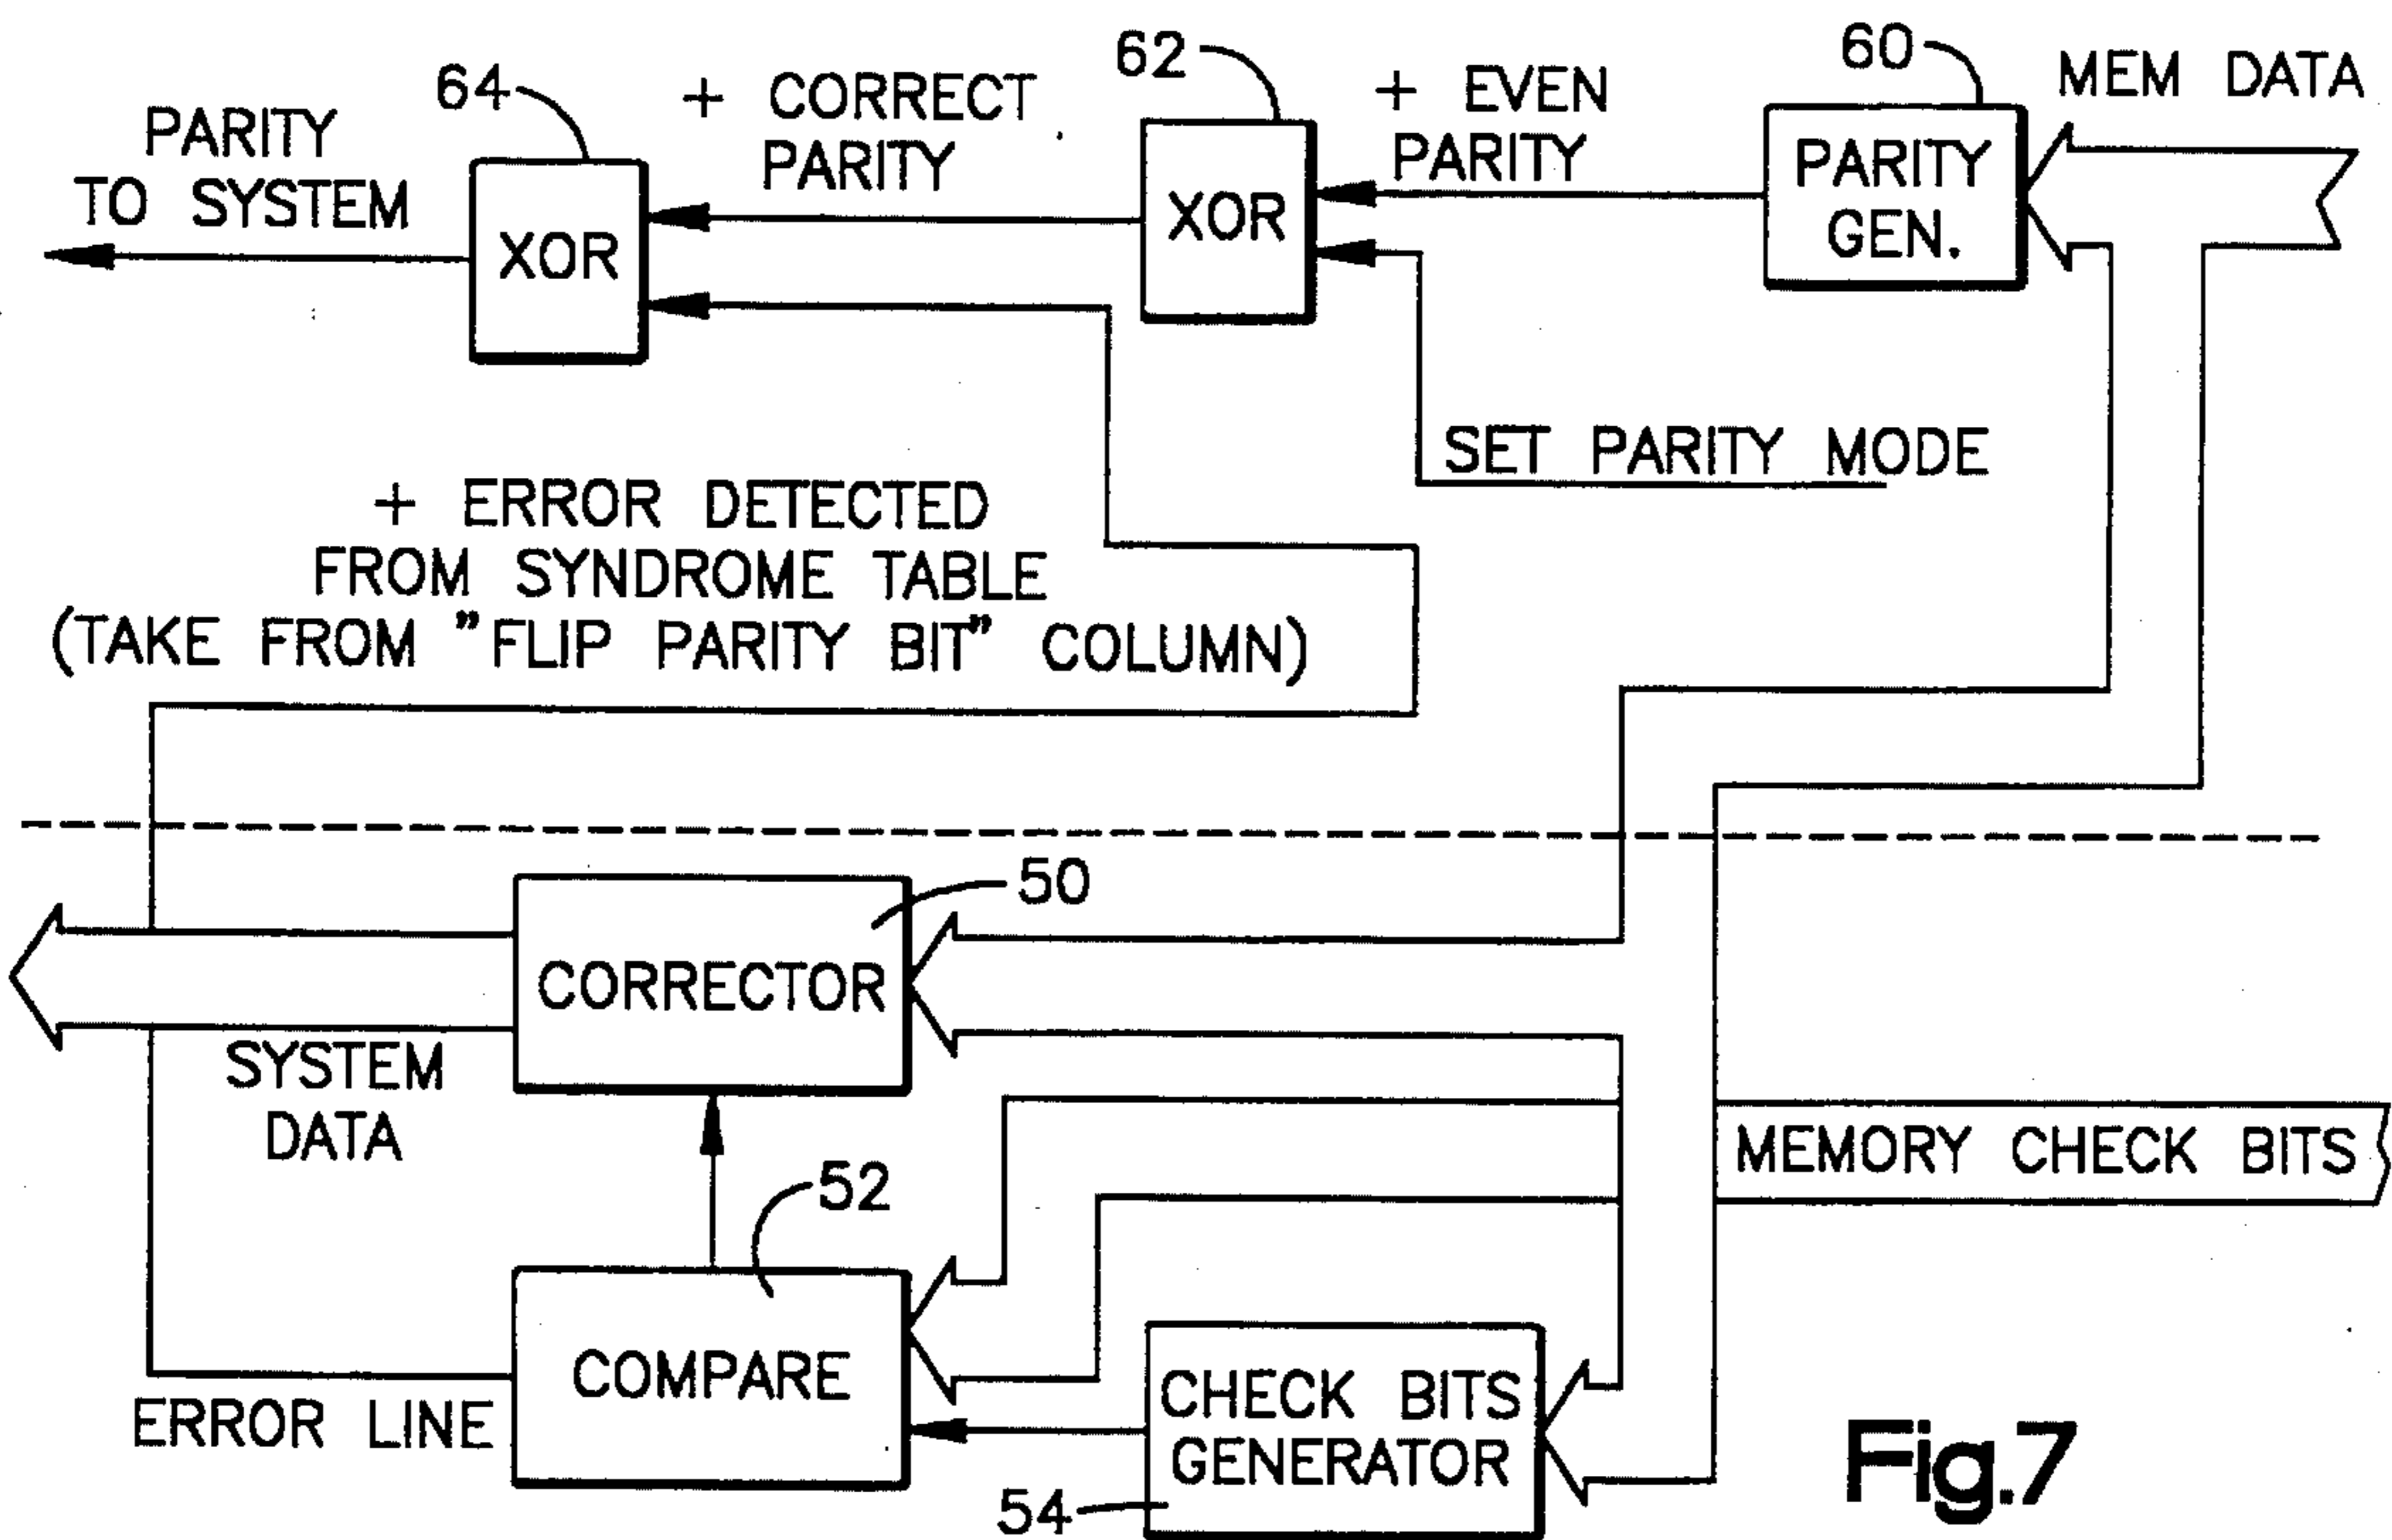 64
+ CORRECT
PARITY
62
+ EVEN
PARITY
60
MEM DATA
PARITY
TO SYSTEM
XOR
XOR
PARITY
GEN.
SET PARITY MODE
+ ERROR DETECTED
FROM SYNDROME TABLE
(TAKE FROM "FLIP PARITY BIT" COLUMN)
50
CORRECTOR
SYSTEM
DATA
MEMORY CHECK BITS
52
COMPARE
ERROR LINE
CHECK BITS
GENERATOR
54
Fig.7